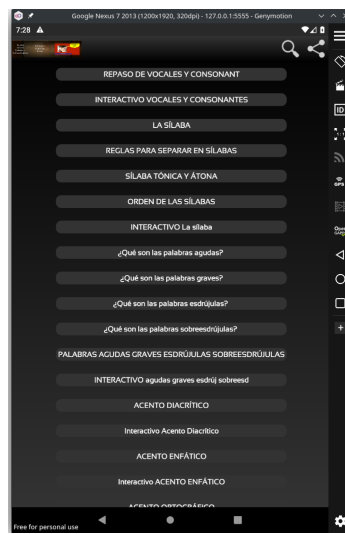 Google Nexus 7 2013 (1200x1920, 320dpi) - 127.0.0.1:5555 - Genymotion
7:28
REPASO DE VOCALES Y CONSONANT
INTERACTIVO VOCALES Y CONSONANTES
LA SÍLABA
REGLAS PARA SEPARAR EN SÍLABAS
SÍLABA TÓNICA Y ÁTONA
ORDEN DE LAS SÍLABAS
INTERACTIVO La sílaba
¿Qué son las palabras agudas?
¿Qué son las palabras graves?
¿Qué son las palabras esdrújulas?
¿Qué son las palabras sobreesdrújulas?
PALABRAS AGUDAS GRAVES ESDRÚJULAS SOBREESDRÚJULAS
INTERACTIVO agudas graves esdrúj sobreesd
ACENTO DIACRÍTICO
Interactivo Acento Diacrítico
ACENTO ENFÁTICO
Interactivo ACENTO ENFÁTICO
ACENTO ORTOGRÁFICO
Free for personal use
ID
GPS